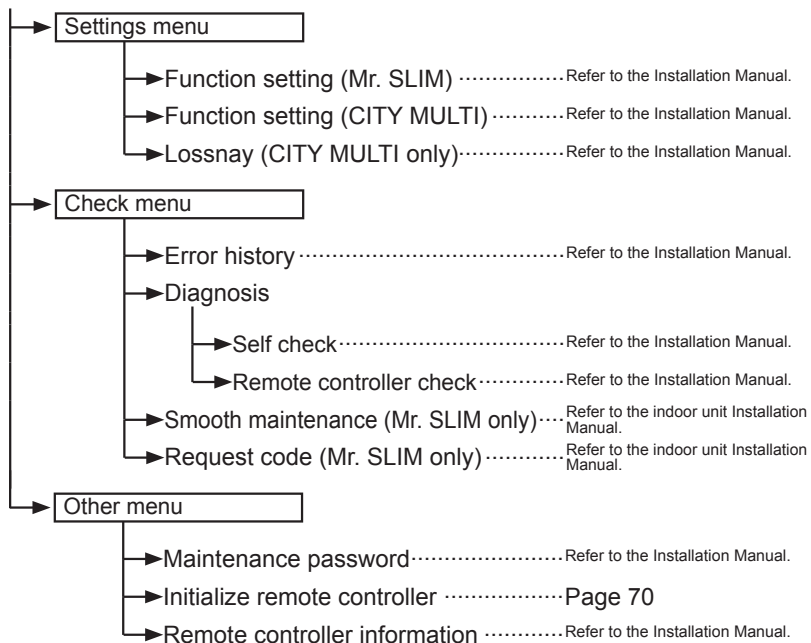 Settings menu
Function setting (Mr. SLIM) ················ Refer to the Installation Manual.
Function setting (CITY MULTI) ··········· Refer to the Installation Manual.
Lossnay (CITY MULTI only) ················ Refer to the Installation Manual.
Check menu
Error history ········································ Refer to the Installation Manual.
Diagnosis
Self check ·································· Refer to the Installation Manual.
Remote controller check ············· Refer to the Installation Manual.
Smooth maintenance (Mr. SLIM only) ···· Refer to the indoor unit Installation
Manual.
Request code (Mr. SLIM only) ············ Refer to the indoor unit Installation
Manual.
Other menu
Maintenance password ······················· Refer to the Installation Manual.
Initialize remote controller ·················· Page 70
Remote controller information ············ Refer to the Installation Manual.